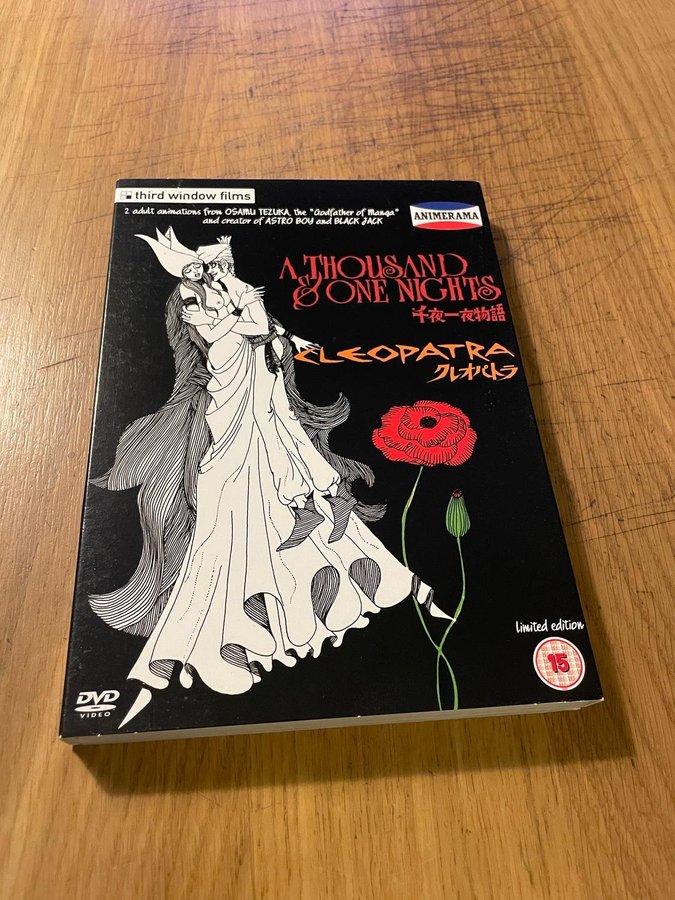 third window films
2 adult animations from OSAMU TEZUKA, the "Godfather of Manga"
and creator of ASTRO BOY and BLACK JACK
ANIMERAMA
A THOUSAND
& ONE NIGHTS
千夜一夜物語
CLEOPATRA
クレオパトラ
limited edition
15
DVD
VIDEO